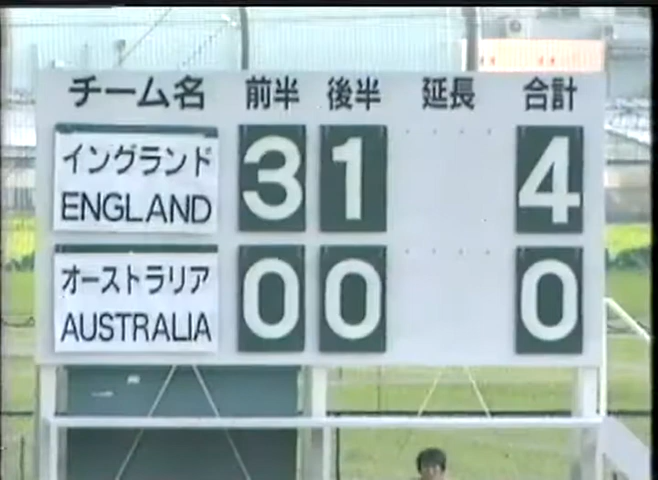 チーム名 前半 後半 延長 合計
イングランド
ENGLAND 3 1 4
オーストラリア
AUSTRALIA 0 0 0